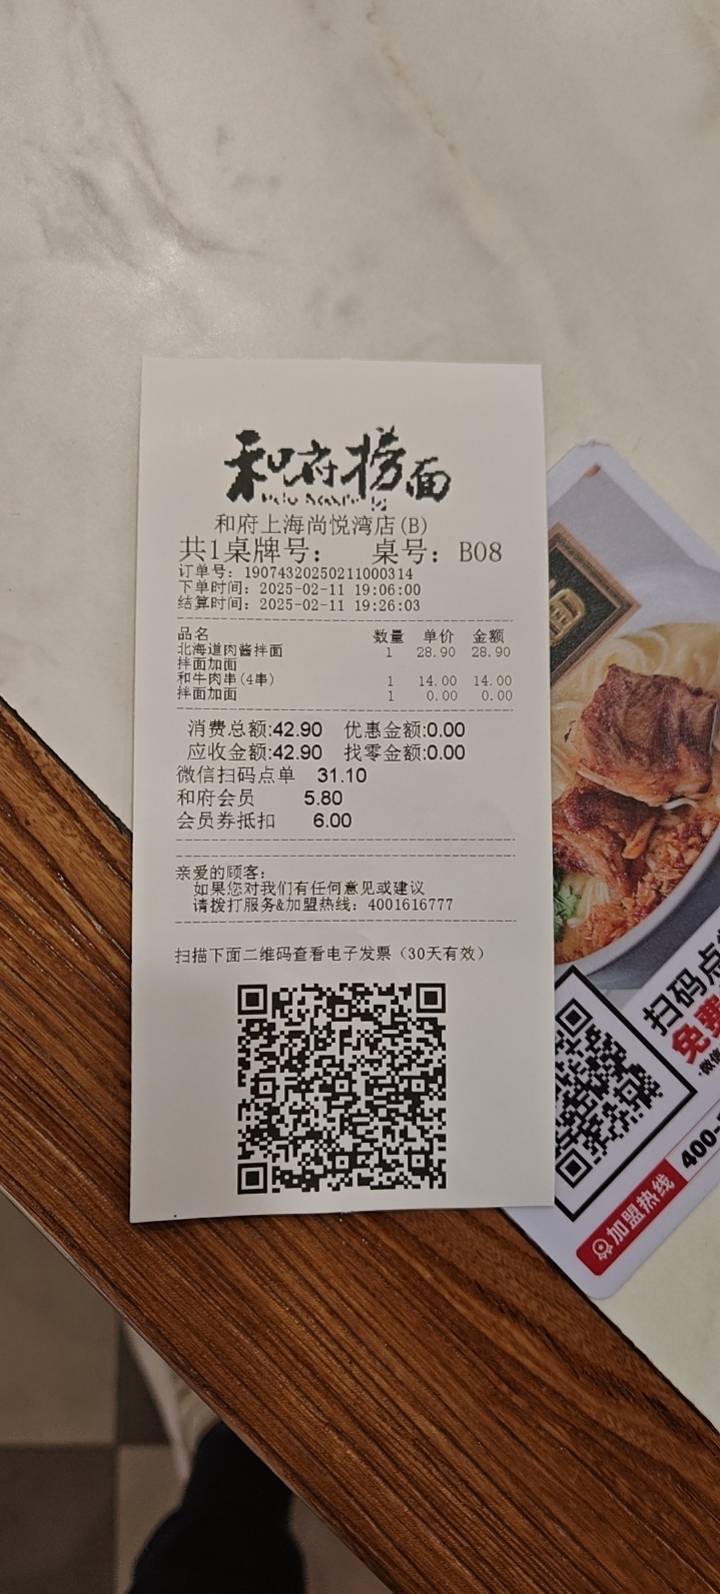 和府捞面
和府上海尚悦湾店(B)
共1桌牌号： 桌号：B08
订单号：19074320250211000314
下单时间：2025-02-11 19:06:00
结算时间：2025-02-11 19:26:03
品名 数量 单价 金额
北海道肉酱拌面 1 28.90 28.90
拌面加面
和牛肉串(4串) 1 14.00 14.00
拌面加面 1 0.00 0.00
消费总额:42.90 优惠金额:0.00
应收金额:42.90 找零金额:0.00
微信扫码点单 31.10
和府会员 5.80
会员券抵扣 6.00
亲爱的顾客：
如果您对我们有任何意见或建议
请拨打服务&加盟热线：4001616777
扫描下面二维码查看电子发票（30天有效）
扫码点
免费
加盟热线 400-